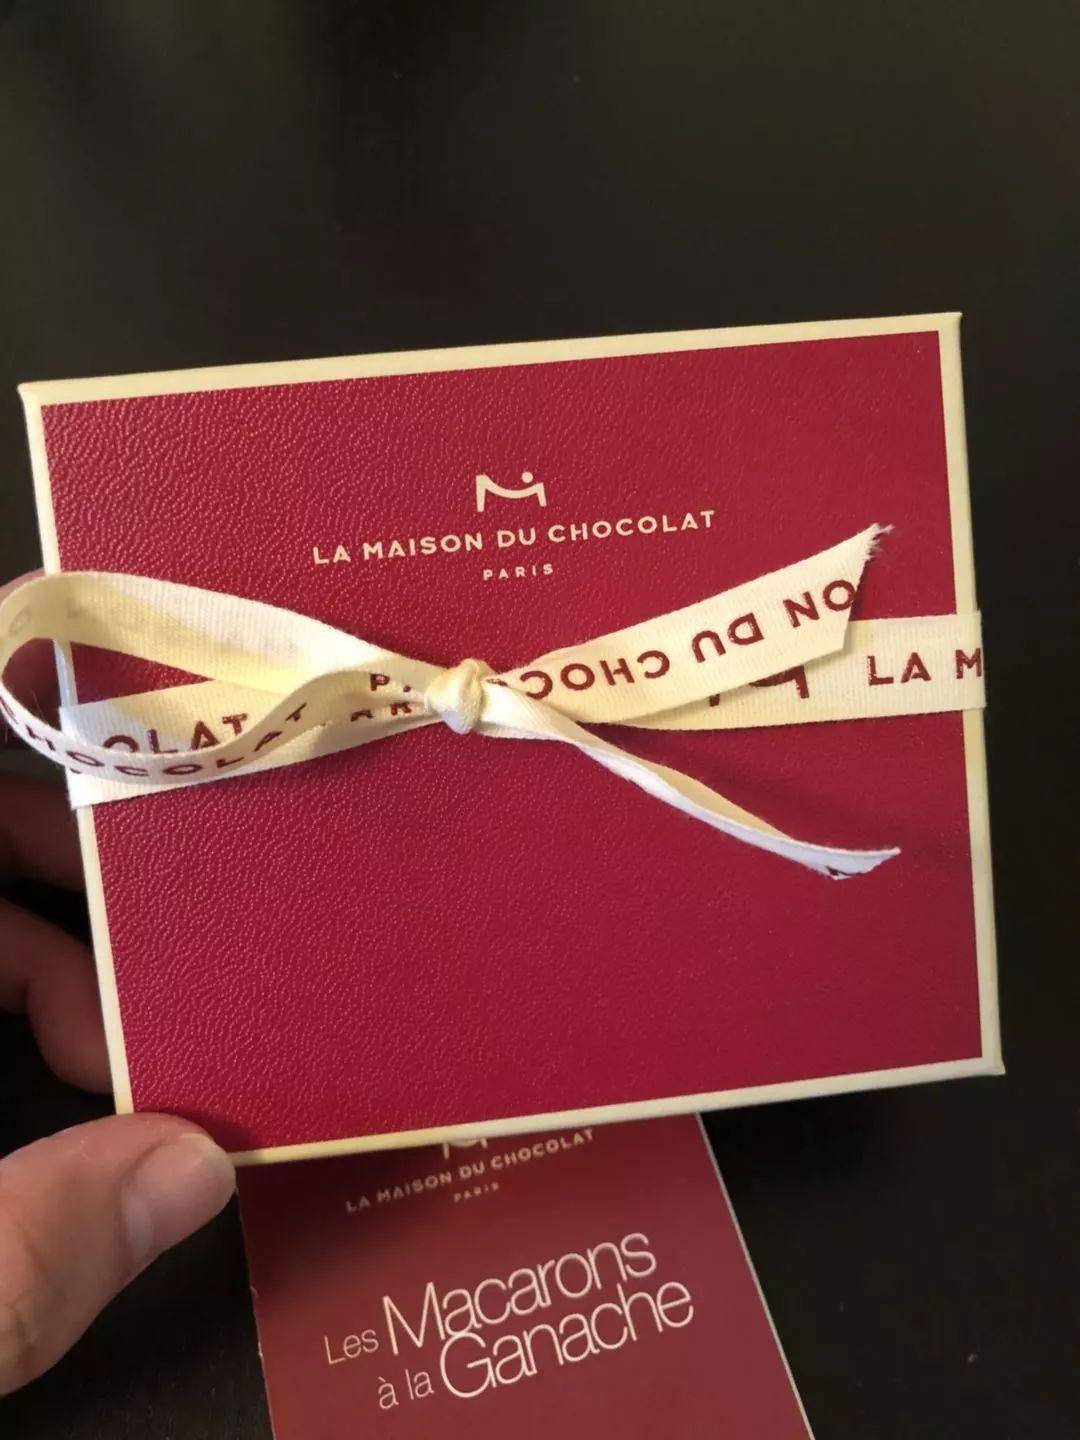 LA MAISON DU CHOCOLAT
PARIS
ON DU CHOC
LA M
OLAT
CHOCOLAT
LA MAISON DU CHOCOLAT
PARIS
Les Macarons
à la Ganache